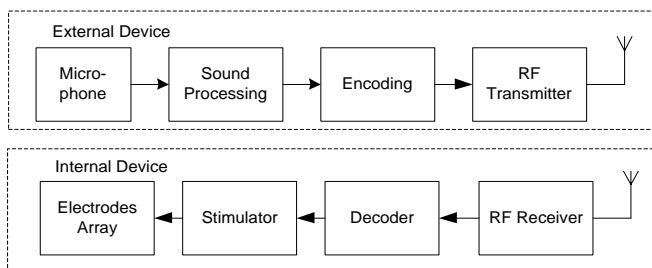 External Device
Micro-
phone
Sound
Processing
Encoding
RF
Transmitter
Internal Device
Electrodes
Array
Stimulator
Decoder
RF Receiver